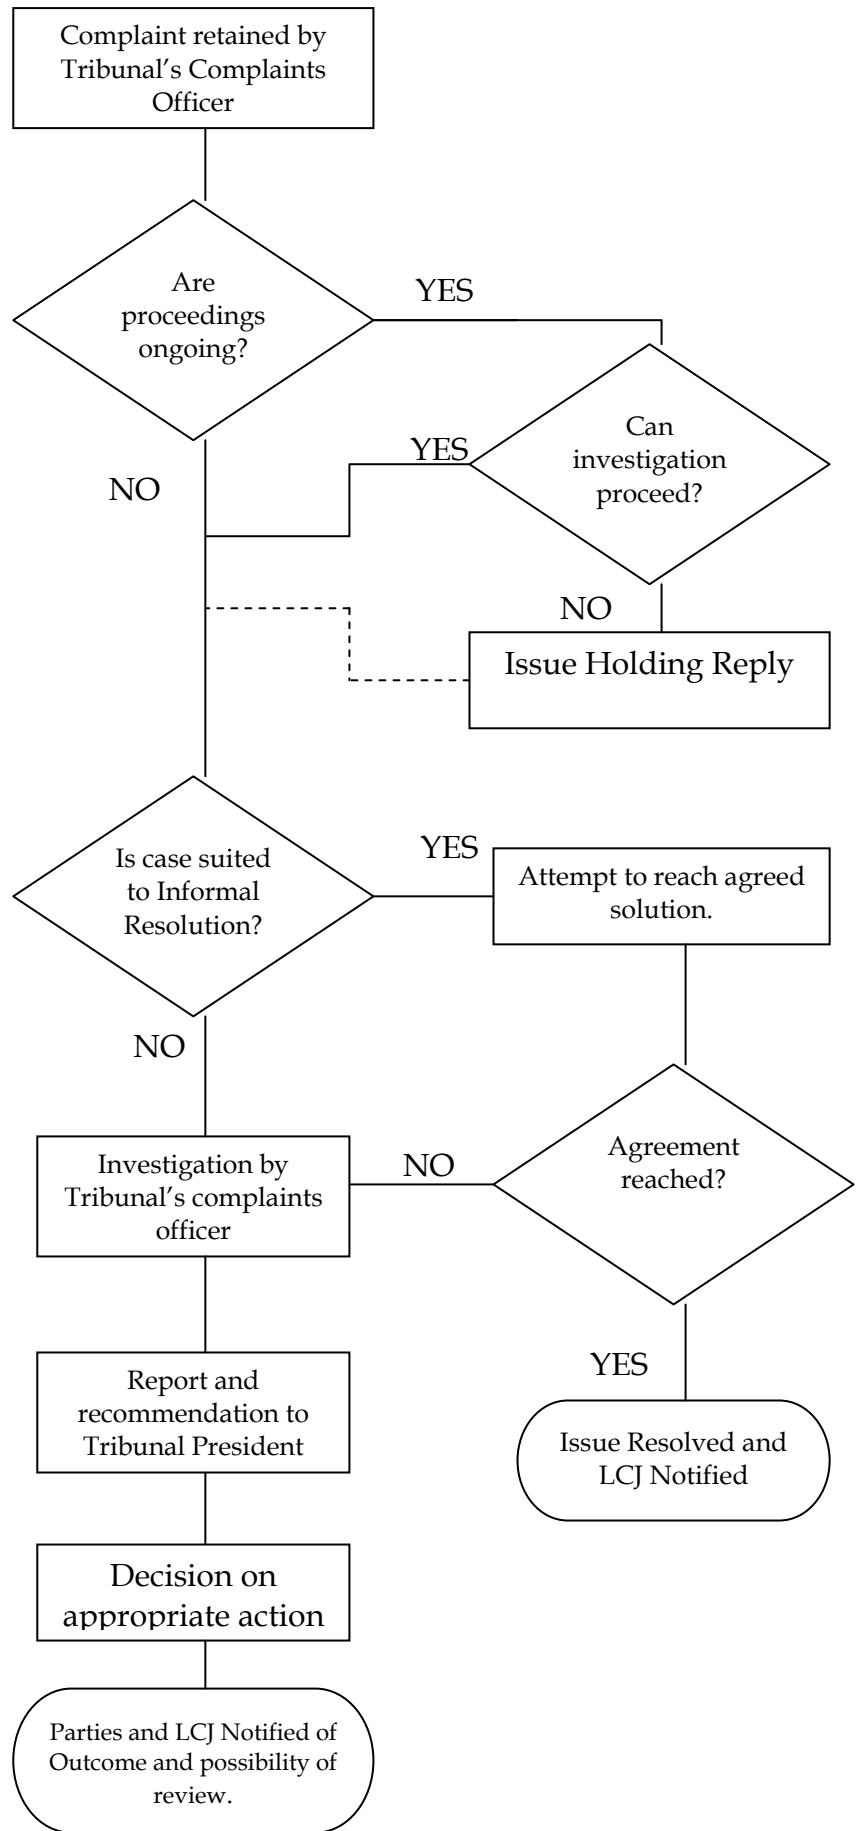 Complaint retained by
Tribunal’s Complaints
Officer
Are
proceedings
ongoing?
YES
Can
investigation
proceed?
YES
NO
NO
Issue Holding Reply
Is case suited
to Informal
Resolution?
YES
Attempt to reach agreed
solution.
NO
Agreement
reached?
NO
Investigation by
Tribunal’s complaints
officer
YES
Report and
recommendation to
Tribunal President
Issue Resolved and
LCJ Notified
Decision on
appropriate action
Parties and LCJ Notified of
Outcome and possibility of
review.